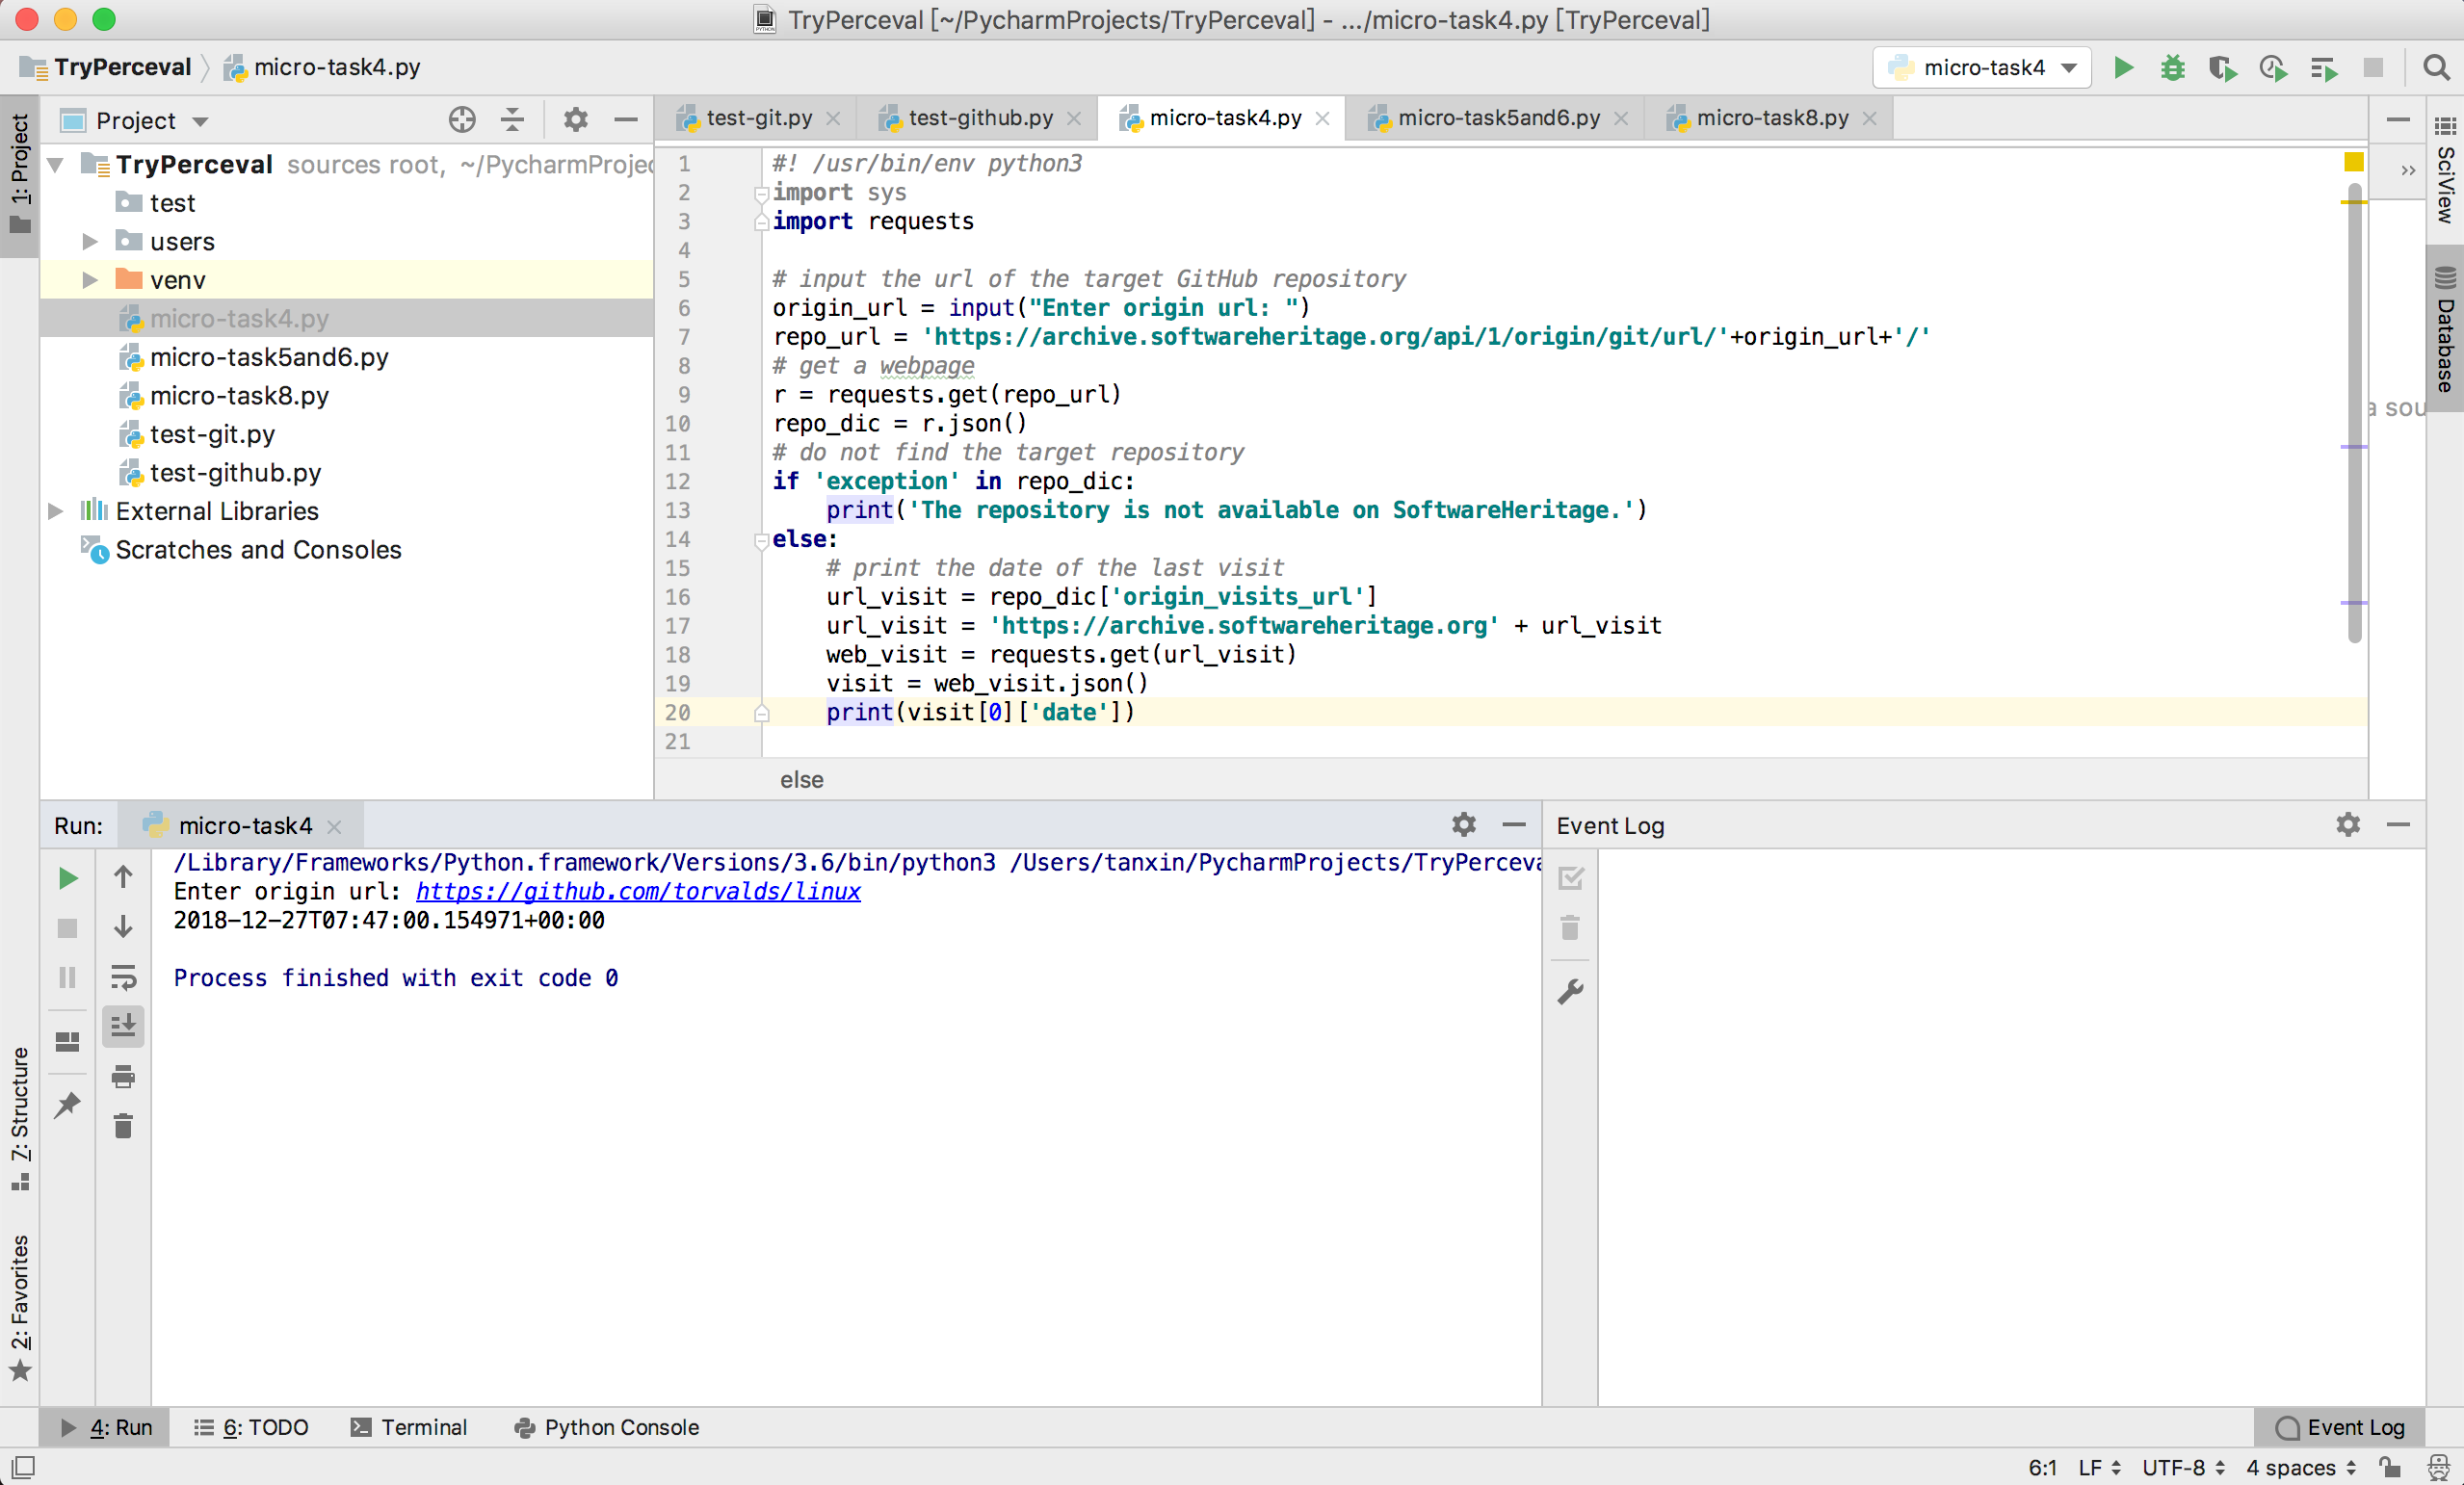 TryPerceval [~/PycharmProjects/TryPerceval] - .../micro-task4.py [TryPerceval]
TryPerceval
micro-task4.py
micro-task4
1: Project
Project
test-git.py
test-github.py
micro-task4.py
micro-task5and6.py
micro-task8.py
TryPerceval sources root, ~/PycharmProjec
test
users
venv
micro-task4.py
micro-task5and6.py
micro-task8.py
test-git.py
test-github.py
External Libraries
Scratches and Consoles
1 #! /usr/bin/env python3
2 import sys
3 import requests
4
5 # input the url of the target GitHub repository
6 origin_url = input("Enter origin url: ")
7 repo_url = 'https://archive.softwareheritage.org/api/1/origin/git/url/'+origin_url+'/'
8 # get a webpage
9 r = requests.get(repo_url)
10 repo_dic = r.json()
11 # do not find the target repository
12 if 'exception' in repo_dic:
13 print('The repository is not available on SoftwareHeritage.')
14 else:
15 # print the date of the last visit
16 url_visit = repo_dic['origin_visits_url']
17 url_visit = 'https://archive.softwareheritage.org' + url_visit
18 web_visit = requests.get(url_visit)
19 visit = web_visit.json()
20 print(visit[0]['date'])
21
else
SciView
Database
a sou
Run:
micro-task4
Event Log
/Library/Frameworks/Python.framework/Versions/3.6/bin/python3 /Users/tanxin/PycharmProjects/TryPerceva
Enter origin url: https://github.com/torvalds/linux
2018-12-27T07:47:00.154971+00:00
Process finished with exit code 0
7: Structure
2: Favorites
4: Run
6: TODO
Terminal
Python Console
Event Log
6:1
LF
UTF-8
4 spaces